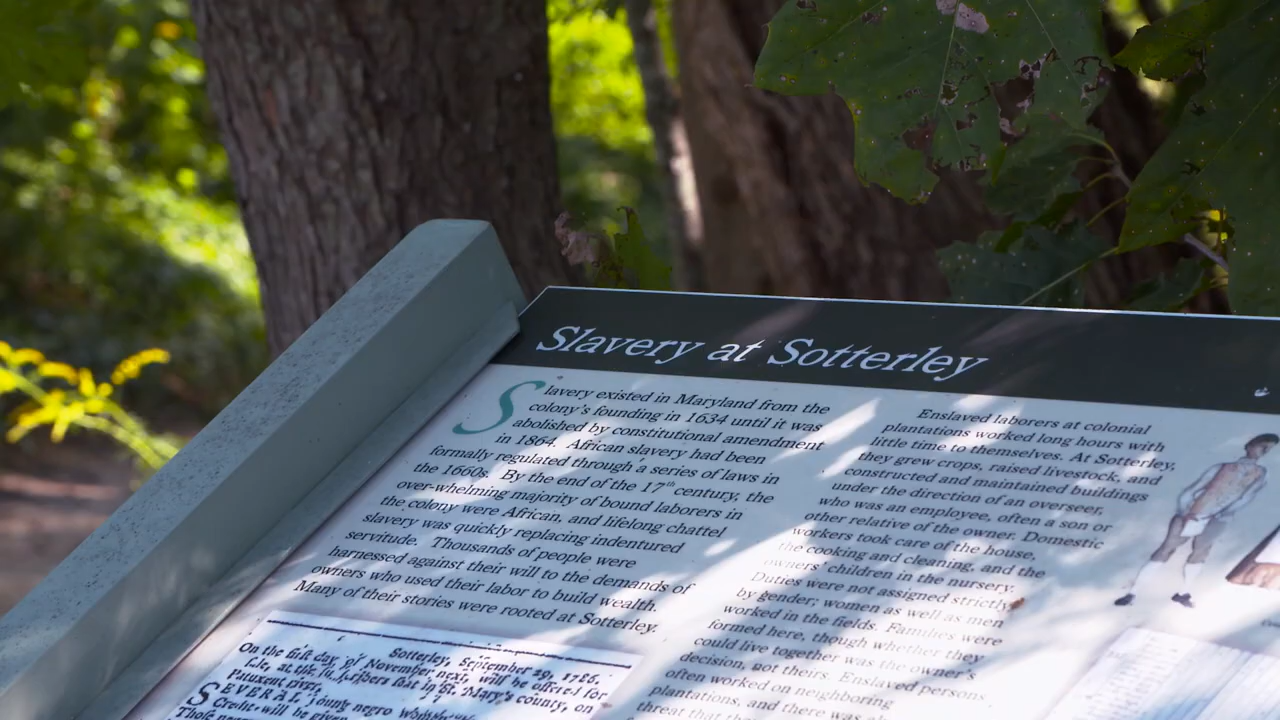 Slavery at Sotterley
Slavery existed in Maryland from the
colony's founding in 1634 until it was
abolished by constitutional amendment
in 1864. African slavery had been
formally regulated through a series of laws in
the 1660s. By the end of the 17th century, the
over-whelming majority of bound laborers in
the colony were African, and lifelong chattel
slavery was quickly replacing indentured
servitude. Thousands of people were
harnessed against their will to the demands of
owners who used their labor to build wealth.
Many of their stories were rooted at Sotterley.
Sotterley, September 29, 1726.
On the first day of November next, will be offered for
sale, at the subscribers seat in St. Mary's county, on
Patuxent river,
SEVERAL young negro
Credit will be given
Enslaved laborers at colonial
plantations worked long hours with
little time to themselves. At Sotterley,
they grew crops, raised livestock, and
constructed and maintained buildings
under the direction of an overseer,
who was an employee, often a son or
other relative of the owner. Domestic
workers took care of the house,
the cooking and cleaning, and the
owners' children in the nursery.
Duties were not assigned strictly
by gender; women as well as men
worked in the fields. Families were
formed here, though whether they
could live together was the owner's
decision, not theirs. Enslaved persons
often worked on neighboring
plantations, and there was
threat that